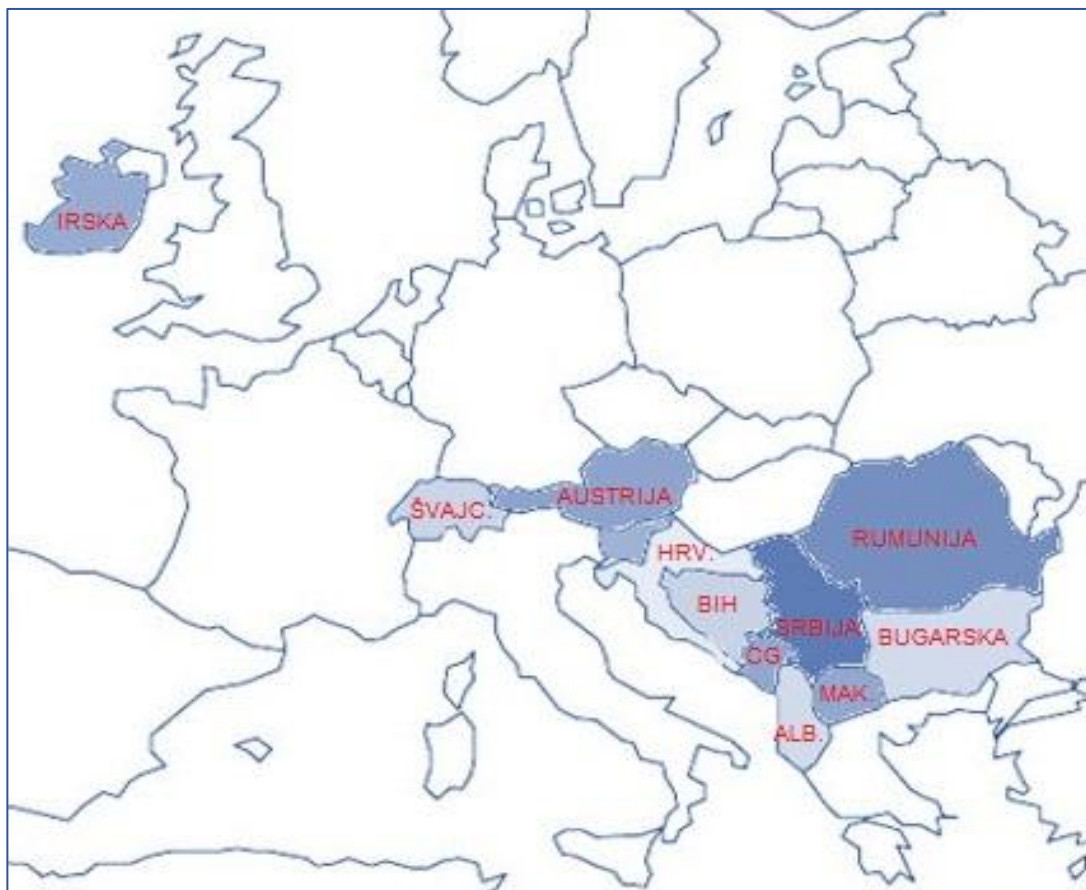 IRSKA
AUSTRIJA
ŠVAJC.
RUMUNIJA
HRV.
BIH
SRBIJA
BUGARSKA
CG
MAK.
ALB.